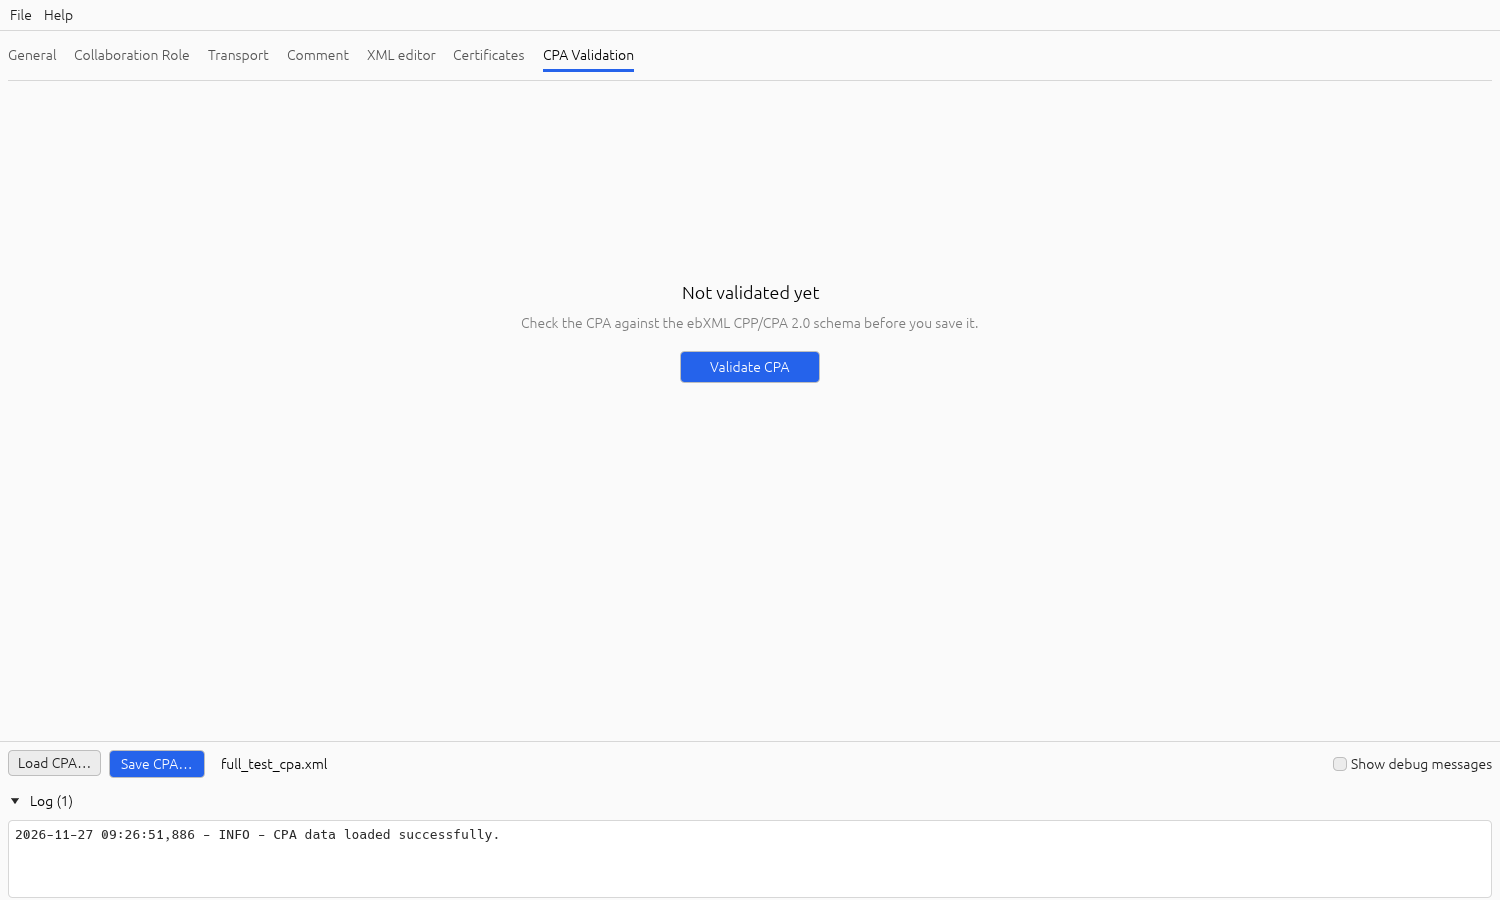 File Help
General Collaboration Role Transport Comment XML editor Certificates CPA Validation
Not validated yet
Check the CPA against the ebXML CPP/CPA 2.0 schema before you save it.
Validate CPA
Load CPA... Save CPA... full_test_cpa.xml Show debug messages
Log (1)
2026-11-27 09:26:51,886 - INFO - CPA data loaded successfully.